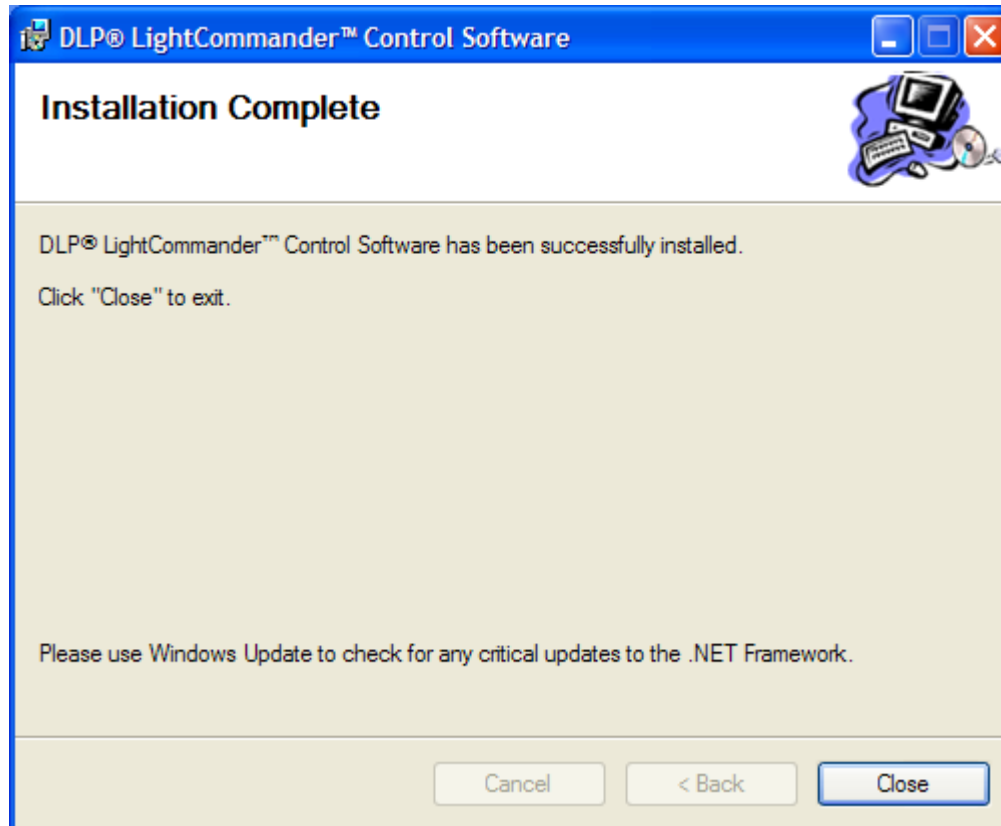 DLP® LightCommander™ Control Software
Installation Complete
DLP® LightCommander™ Control Software has been successfully installed.
Click "Close" to exit.
Please use Windows Update to check for any critical updates to the .NET Framework.
Cancel
< Back
Close